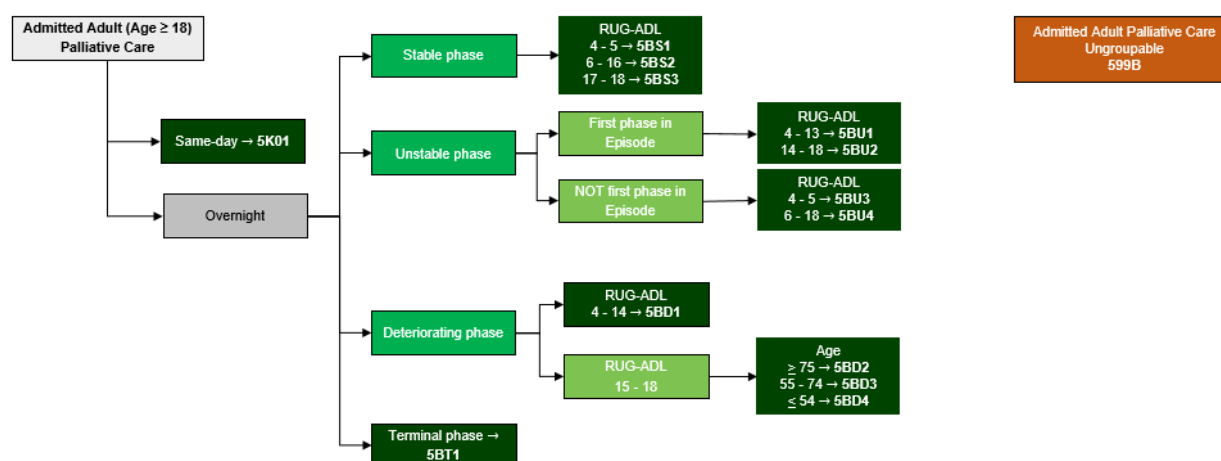 Admitted Adult (Age ≥ 18)
Palliative Care
Same-day → 5K01
Overnight
Stable phase
RUG-ADL
4 - 5 → 5BS1
6 - 16 → 5BS2
17 - 18 → 5BS3
Unstable phase
First phase in
Episode
RUG-ADL
4 - 13 → 5BU1
14 - 18 → 5BU2
NOT first phase in
Episode
RUG-ADL
4 - 5 → 5BU3
6 - 18 → 5BU4
Deteriorating phase
RUG-ADL
4 - 14 → 5BD1
RUG-ADL
15 - 18
Age
≥ 75 → 5BD2
55 - 74 → 5BD3
≤ 54 → 5BD4
Terminal phase →
5BT1
Admitted Adult Palliative Care
Ungroupable
599B